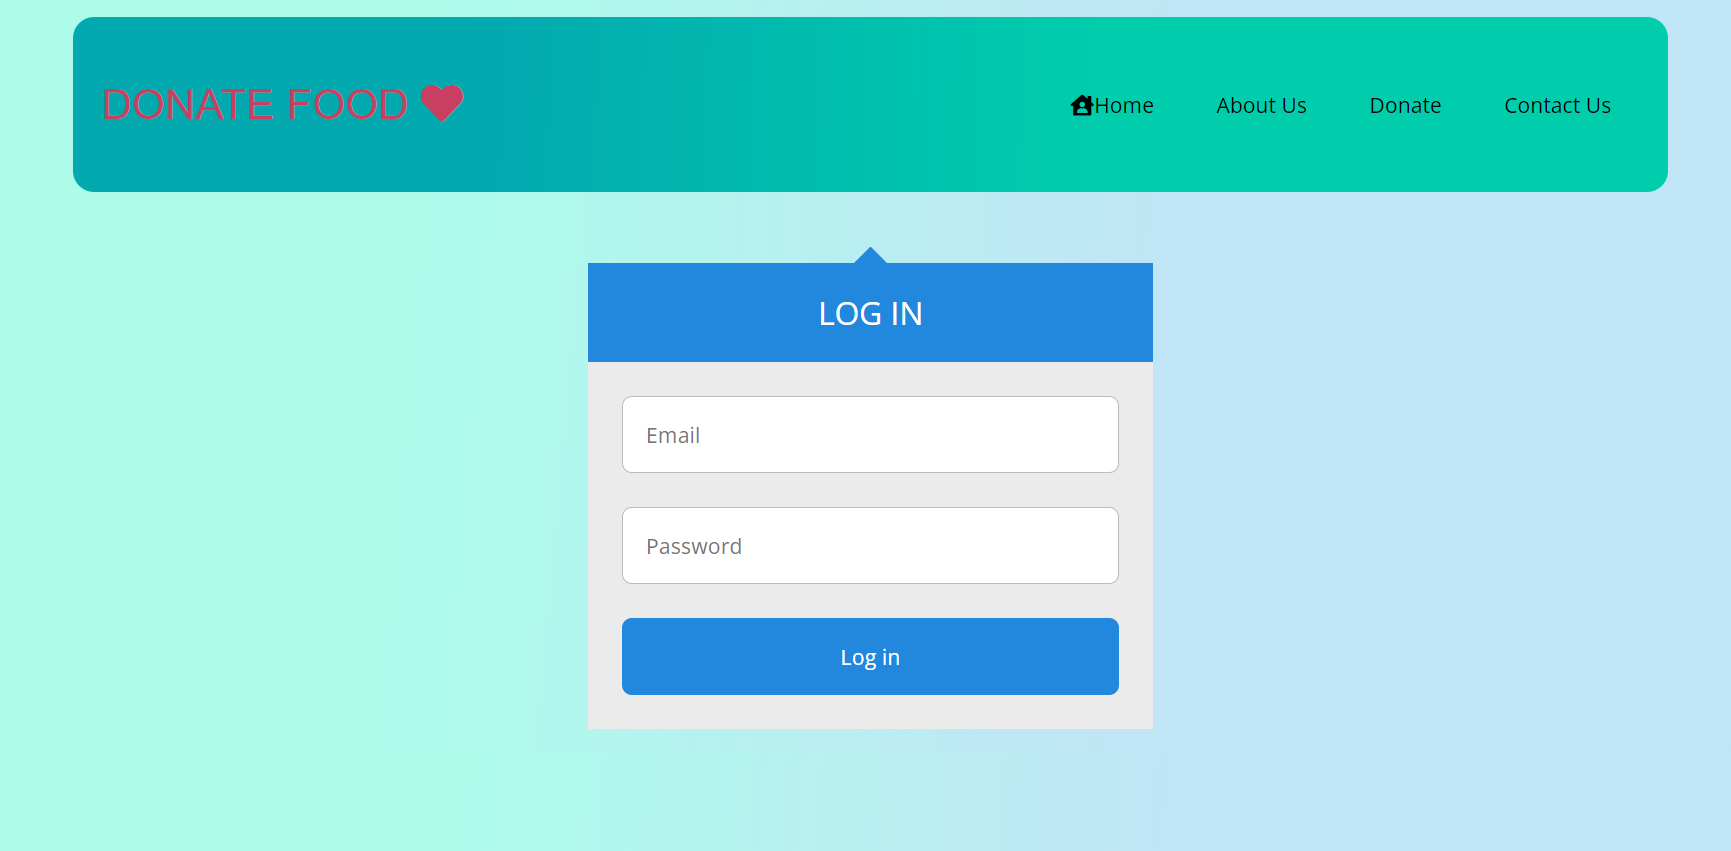 DONATE FOOD
Home About Us Donate Contact Us
LOG IN
Email
Password
Log in